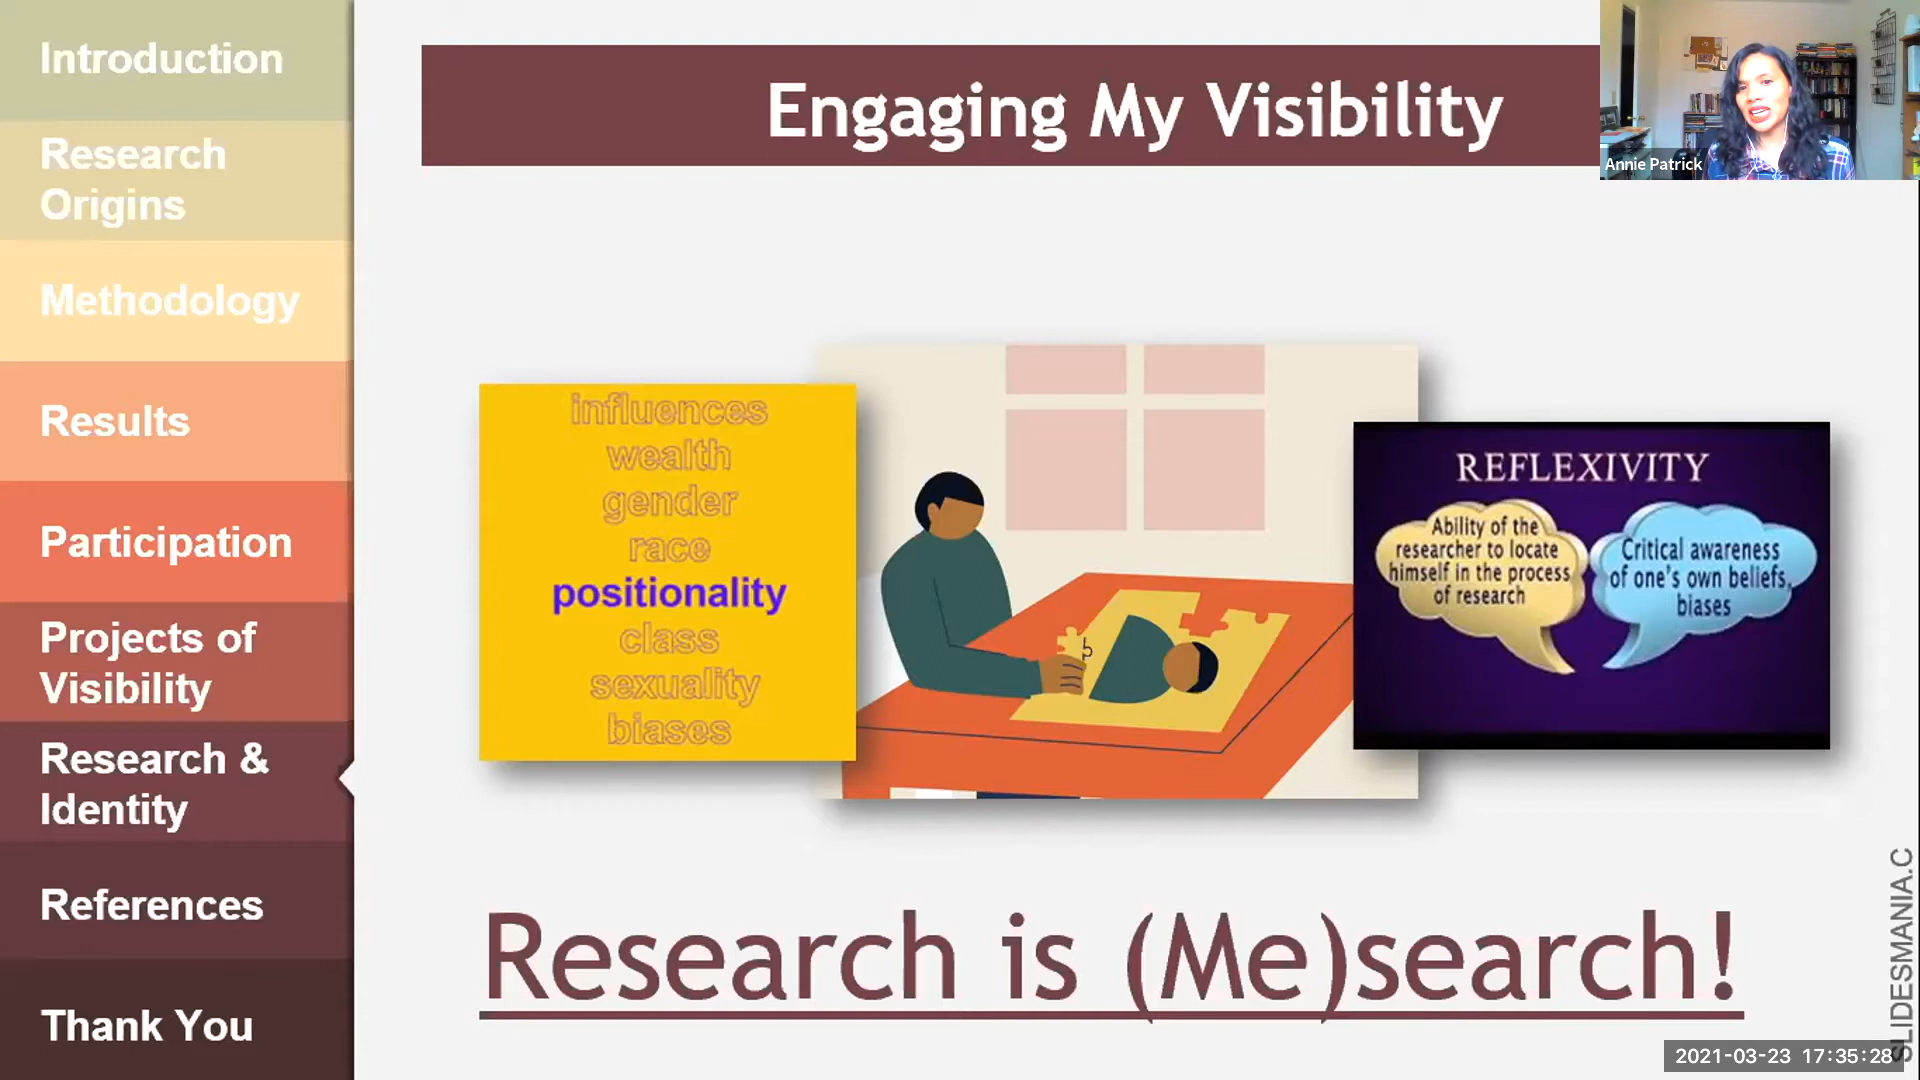 Introduction
Research
Origins
Methodology
Results
Participation
Projects of
Visibility
Research &
Identity
References
Thank You
Engaging My Visibility
Annie Patrick
influences
wealth
gender
race
positionality
class
sexuality
biases
REFLEXIVITY
Ability of the
researcher to locate
himself in the process
of research
Critical awareness
of one's own beliefs,
biases
Research is (Me)search!
SLIDESMANIA.C
2021-03-23 17:35:28